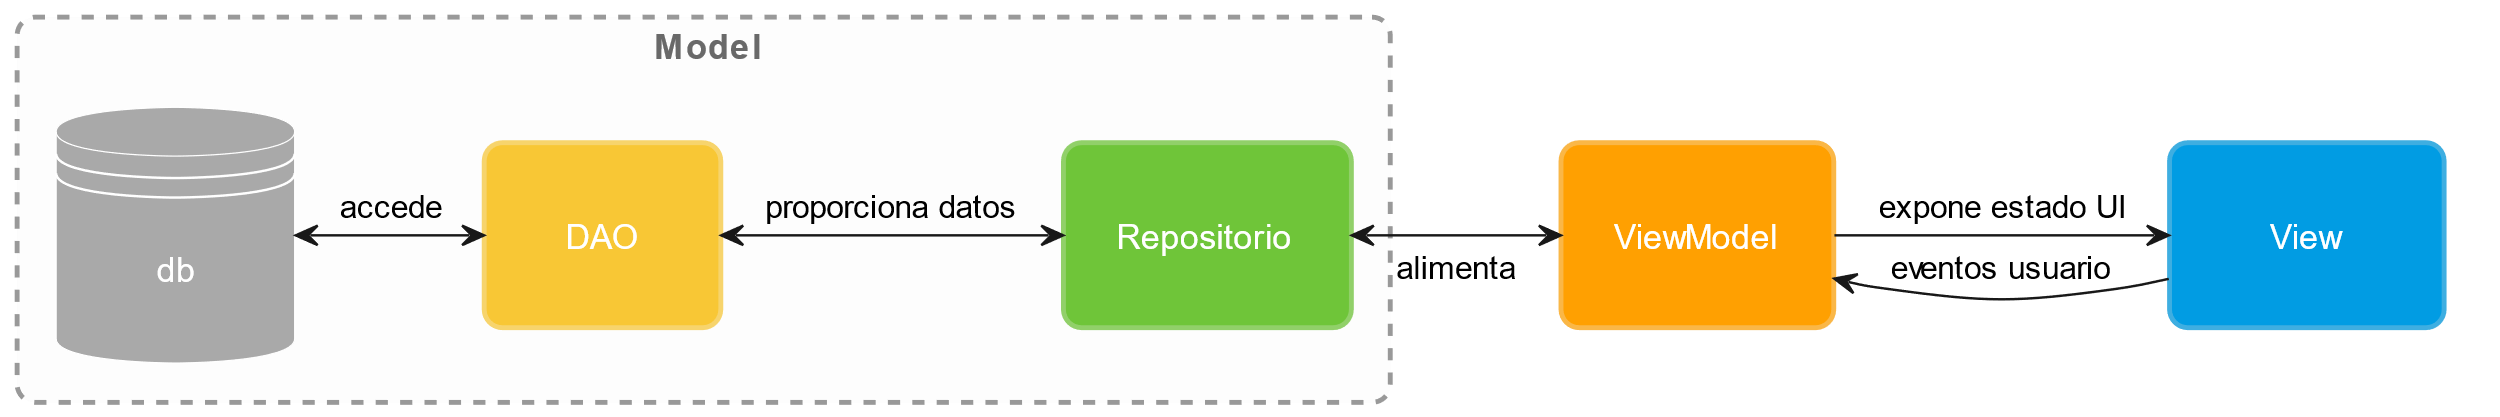 Model
db
accede
DAO
proporciona datos
Repositorio
alimenta
ViewModel
expone estado UI
eventos usuario
View